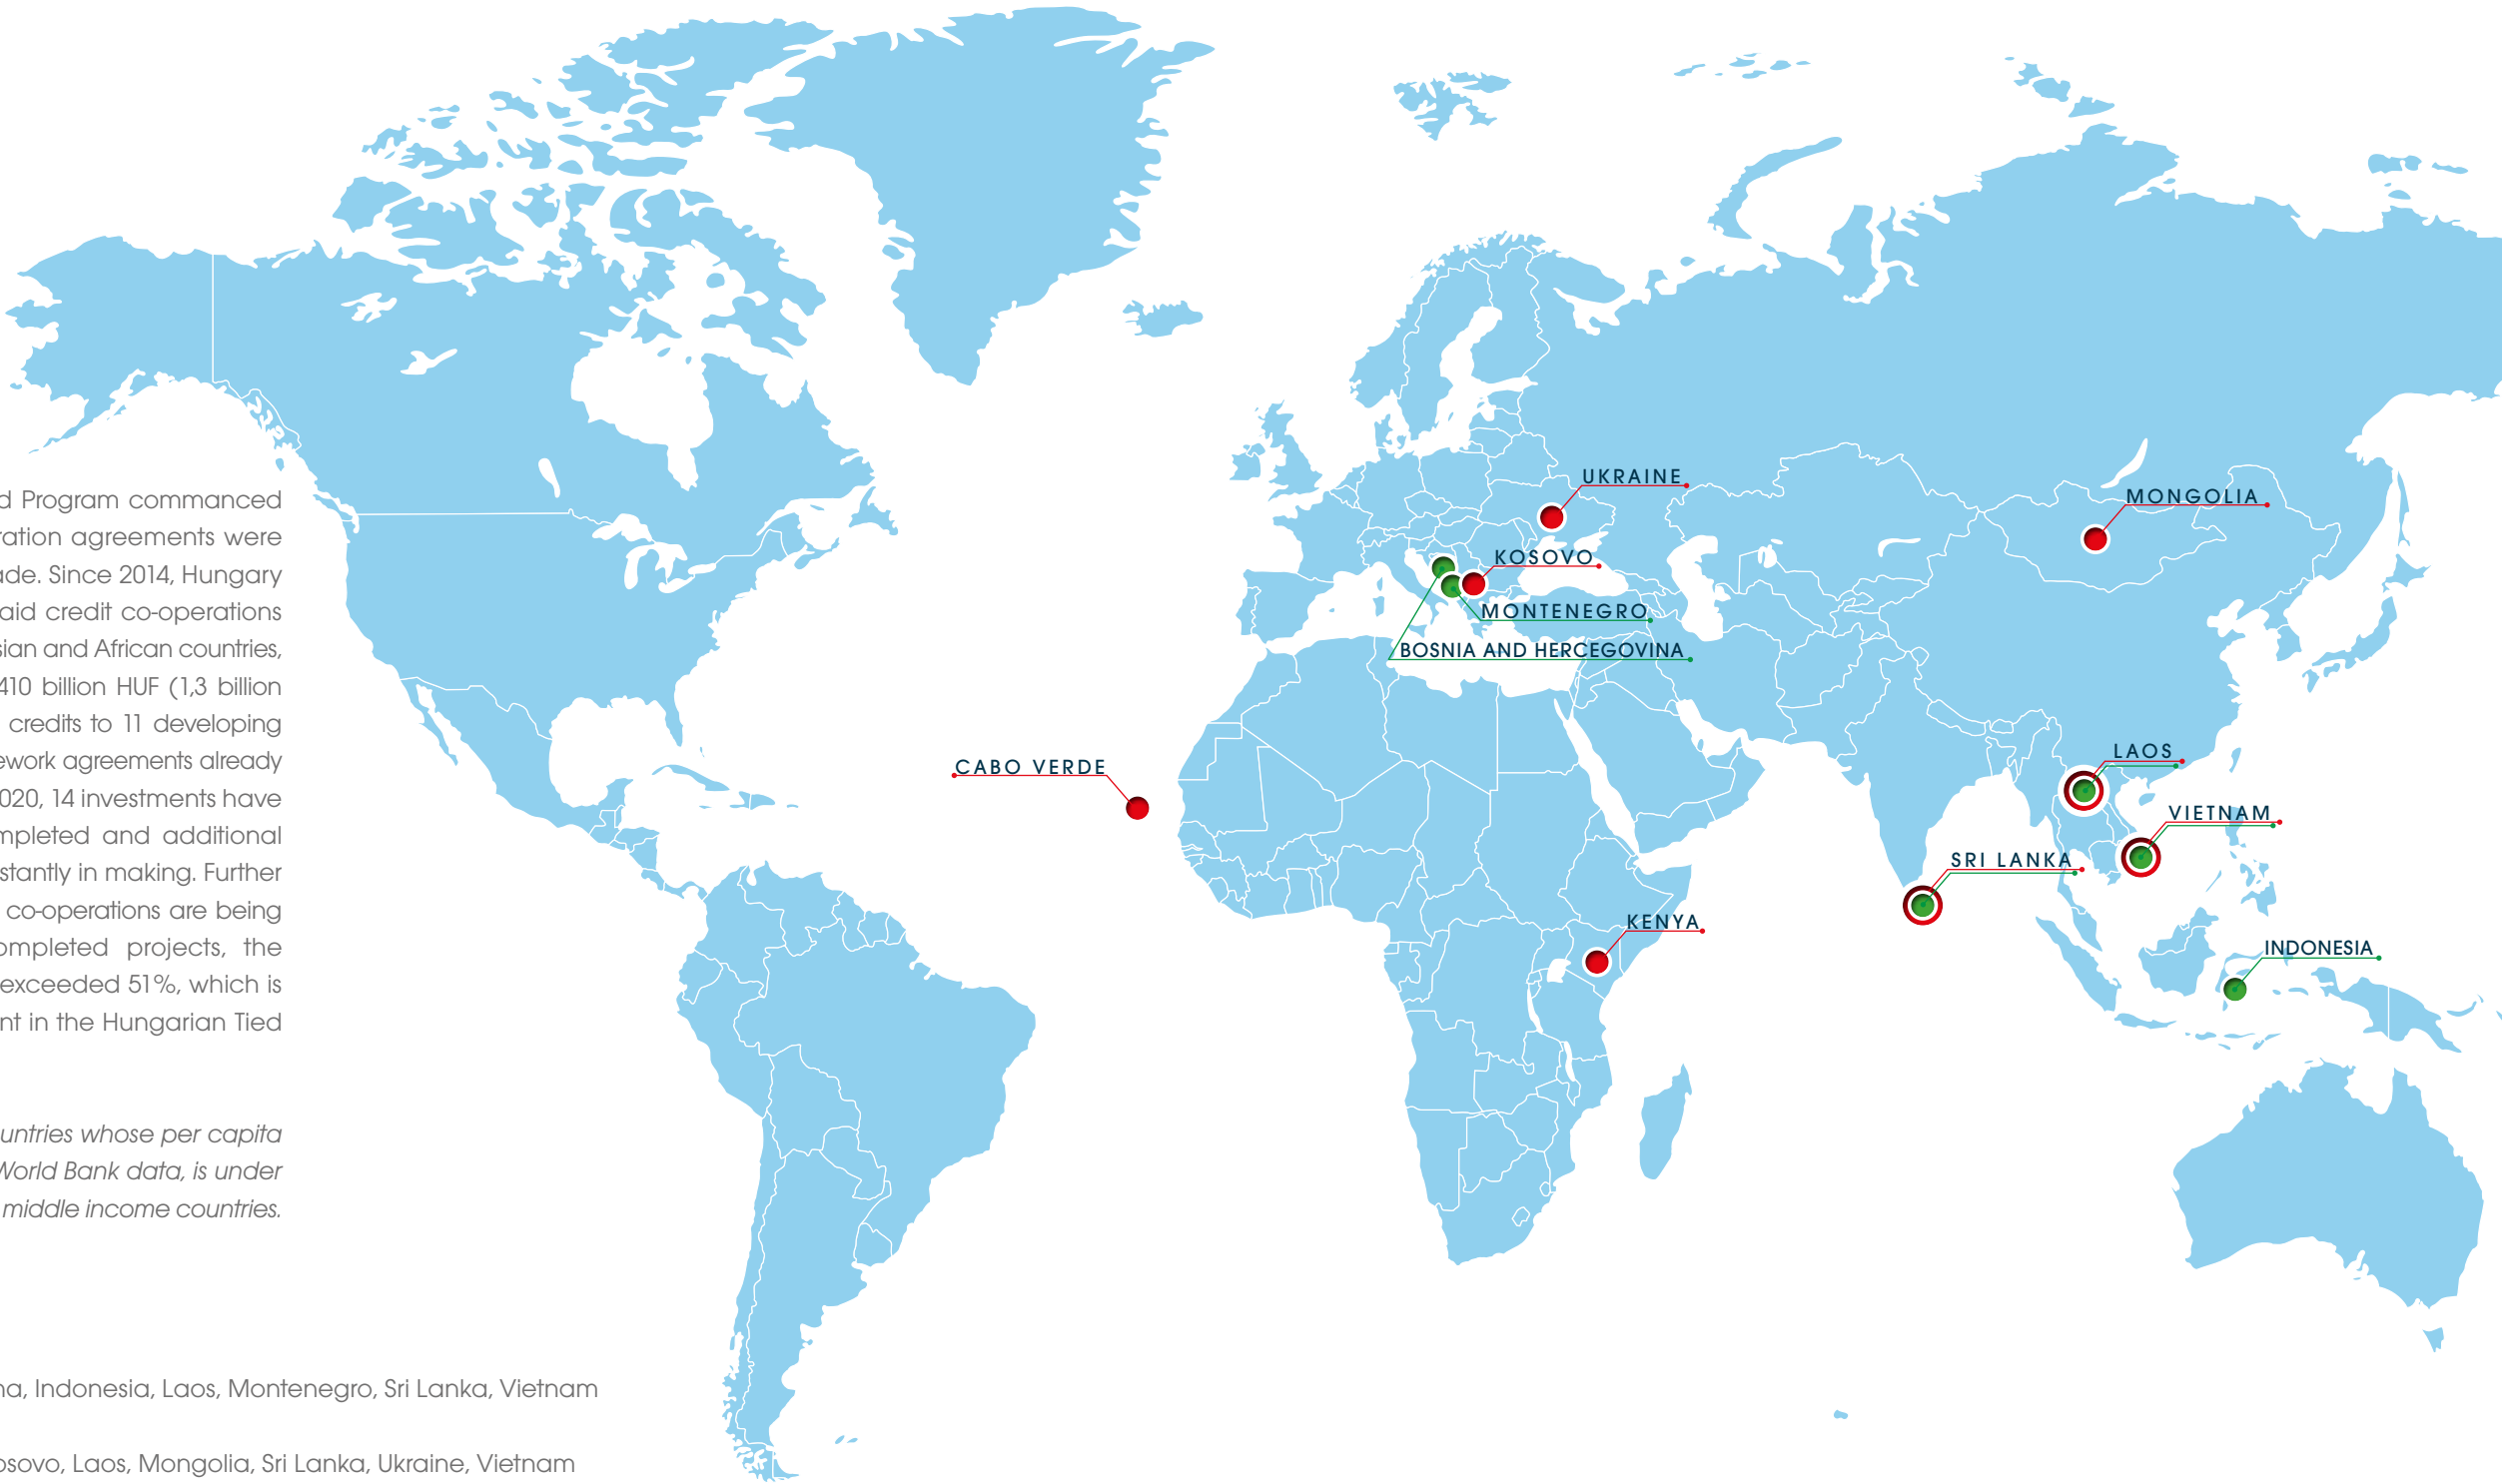 d Program commanced
ration agreements were
ade. Since 2014, Hungary
aid credit co-operations
sian and African countries,
410 billion HUF (1,3 billion
credits to 11 developing
ework agreements already
020, 14 investments have
mpleted and additional
stantly in making. Further
co-operations are being
ompleted projects, the
exceeded 51%, which is
nt in the Hungarian Tied
untries whose per capita
World Bank data, is under
middle income countries.
na, Indonesia, Laos, Montenegro, Sri Lanka, Vietnam
osovo, Laos, Mongolia, Sri Lanka, Ukraine, Vietnam
UKRAINE
MONGOLIA
KOSOVO
MONTENEGRO
BOSNIA AND HERCEGOVINA
CABO VERDE
LAOS
VIETNAM
SRI LANKA
KENYA
INDONESIA